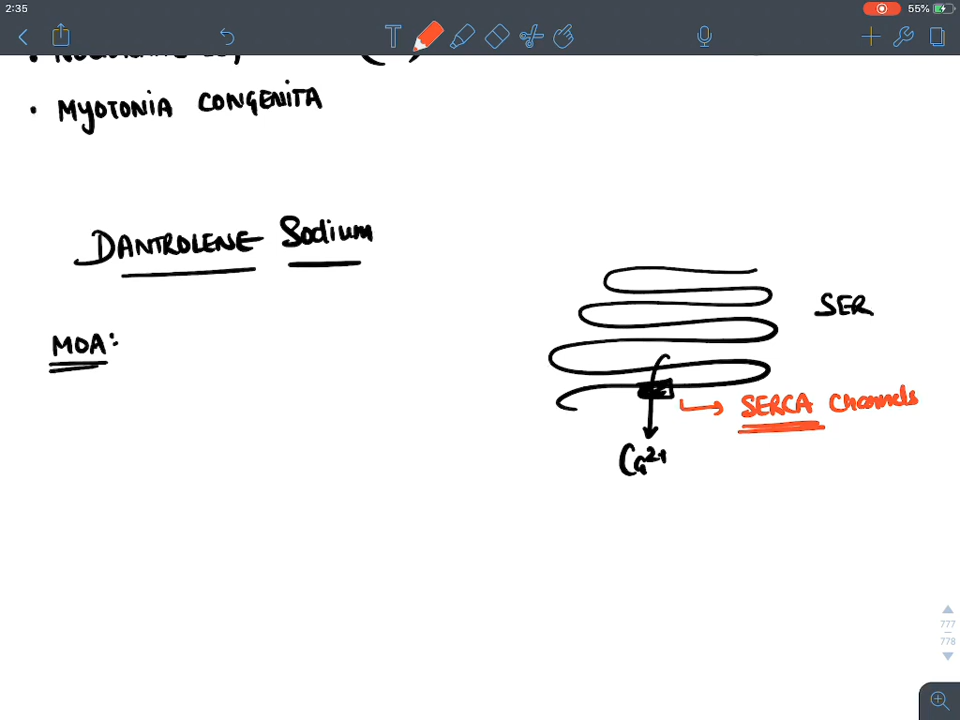 2:35
55%
T
• MYOTONIA CONGENITA
DANTROLENE Sodium
SER
MOA:
SERCA Channels
Ca2+
777
778